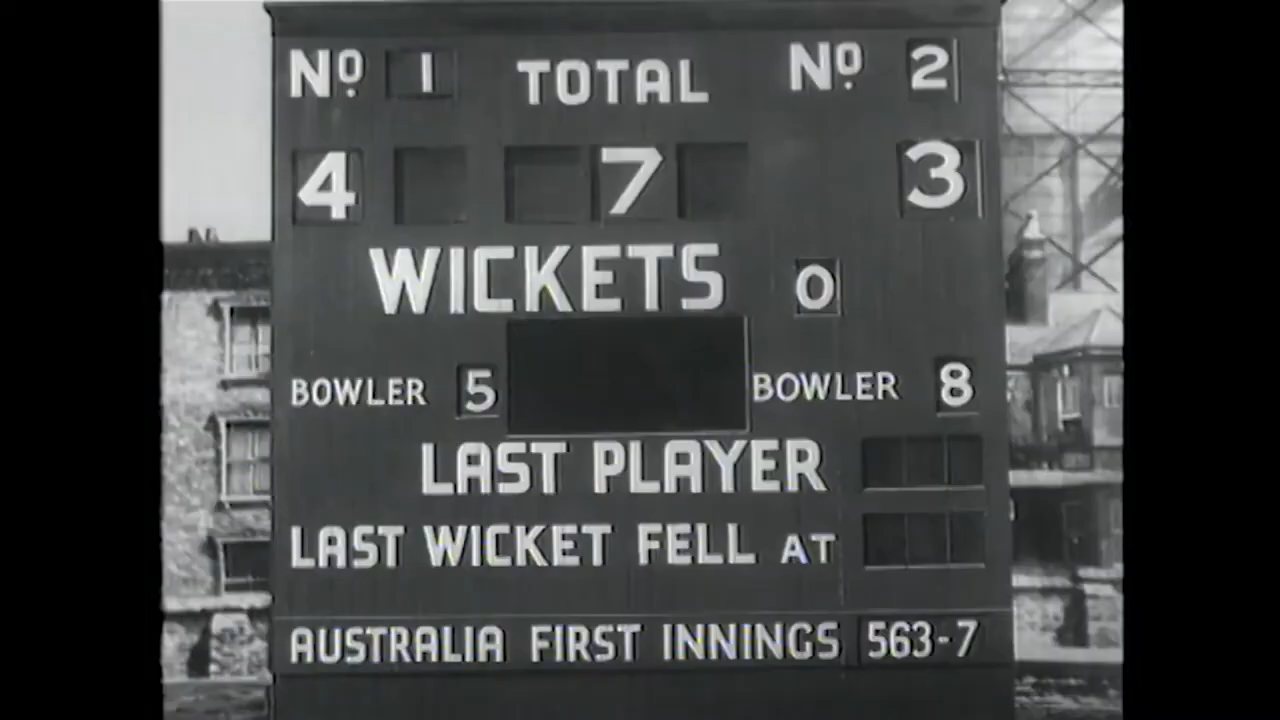 Nº. 1 TOTAL Nº. 2
4 7 3
WICKETS 0
BOWLER 5 BOWLER 8
LAST PLAYER
LAST WICKET FELL AT
AUSTRALIA FIRST INNINGS 563-7